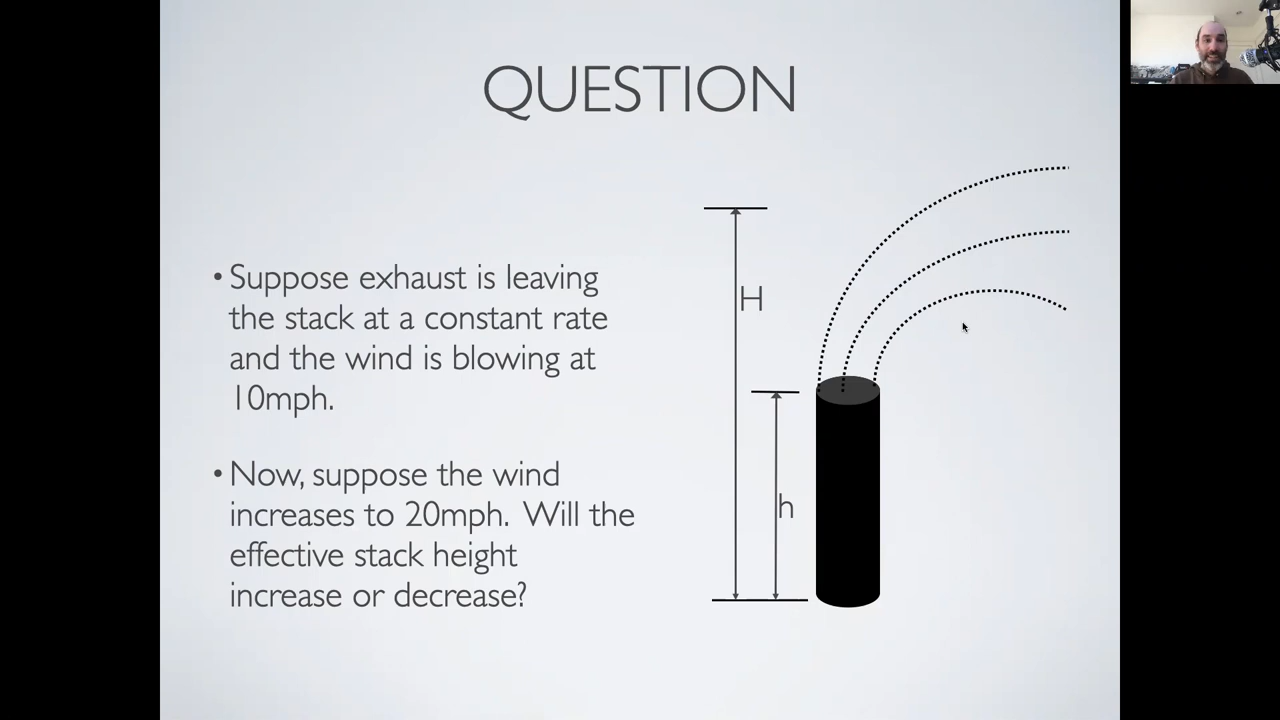 QUESTION
• Suppose exhaust is leaving
the stack at a constant rate
and the wind is blowing at
10mph.
• Now, suppose the wind
increases to 20mph. Will the
effective stack height
increase or decrease?
H
h